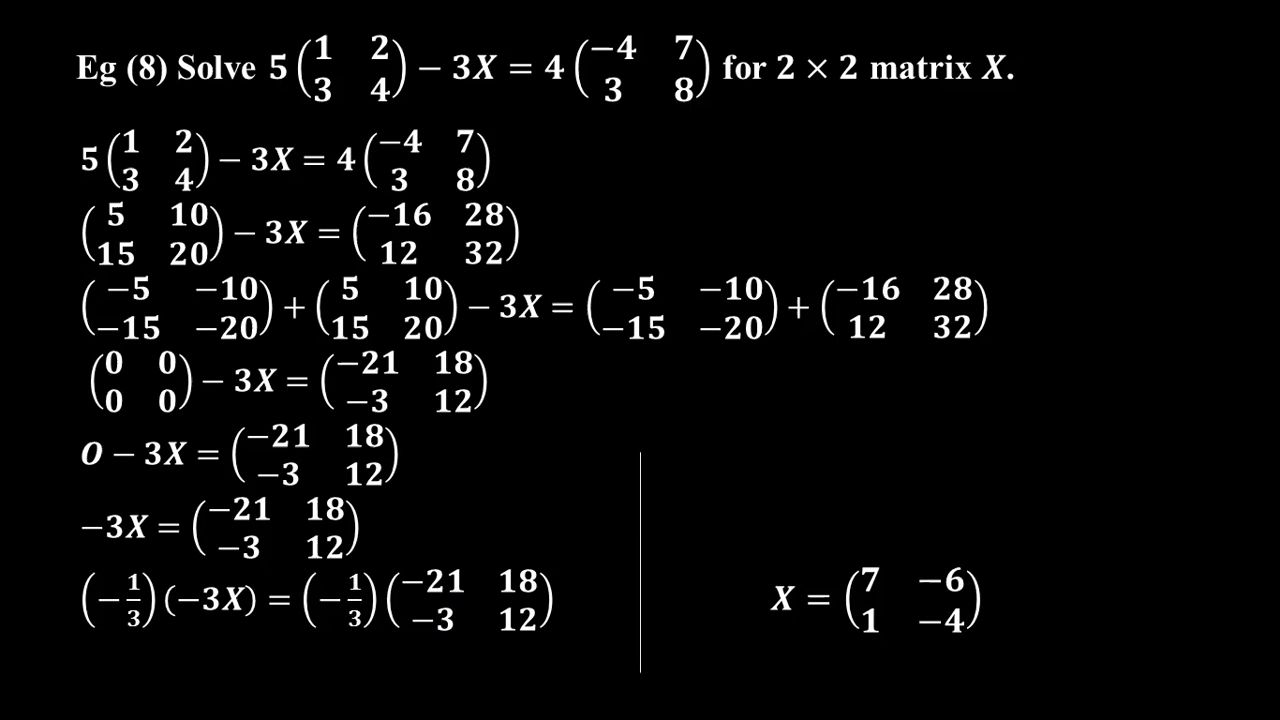 Eg (8) Solve 5 (1 2 3 4) − 3X = 4 (−4 7 3 8) for 2 × 2 matrix X.
5 (1 2 3 4) − 3X = 4 (−4 7 3 8)
(5 10 15 20) − 3X = (−16 28 12 32)
(−5 −10 −15 −20) + (5 10 15 20) − 3X = (−5 −10 −15 −20) + (−16 28 12 32)
(0 0 0 0) − 3X = (−21 18 −3 12)
O − 3X = (−21 18 −3 12)
−3X = (−21 18 −3 12)
(−1/3)(−3X) = (−1/3)(−21 18 −3 12)
X = (7 −6 1 −4)